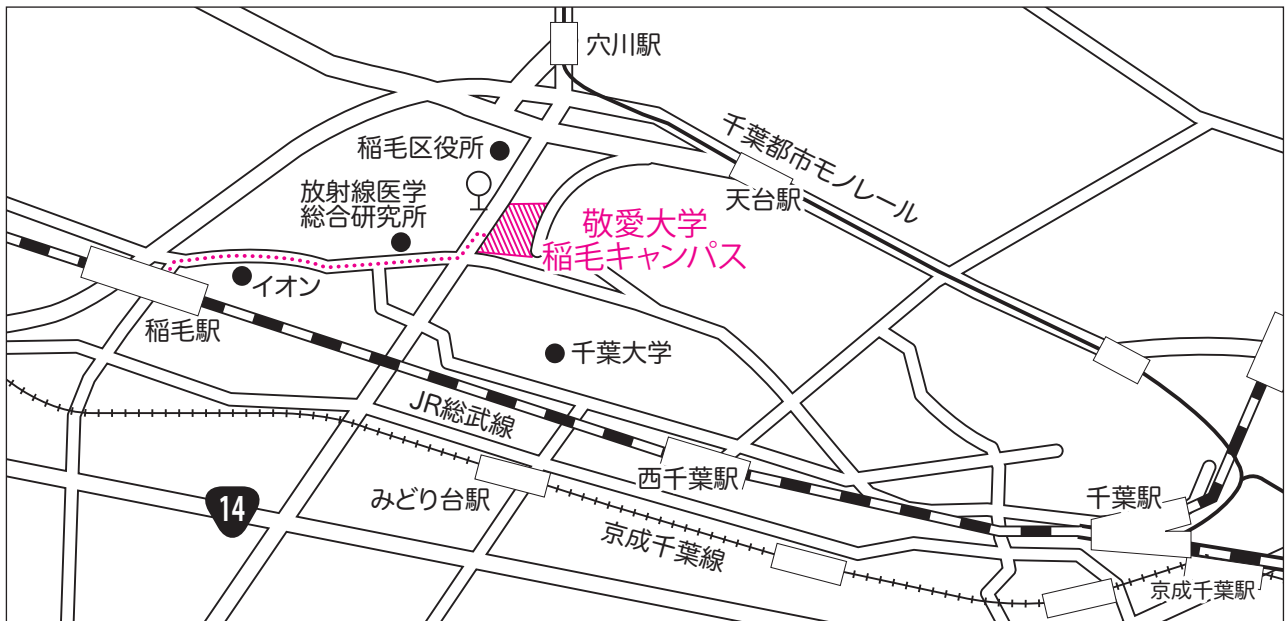 穴川駅
千葉都市モノレール
稲毛区役所
放射線医学
総合研究所
天台駅
敬愛大学
稲毛キャンパス
イオン
稲毛駅
千葉大学
JR総武線
西千葉駅
みどり台駅
14
千葉駅
京成千葉線
京成千葉駅